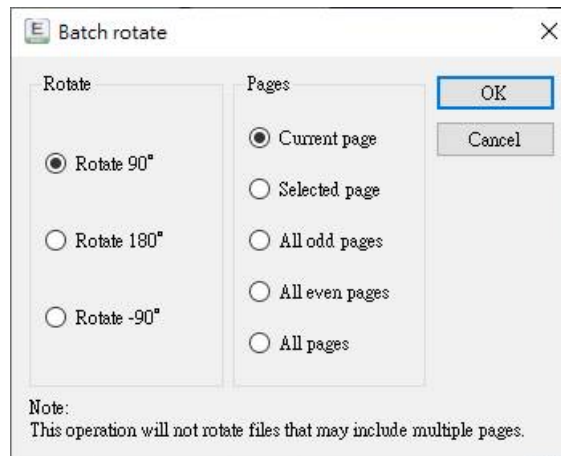 Batch rotate
Rotate
Rotate 90°
Rotate 180°
Rotate -90°
Pages
Current page
Selected page
All odd pages
All even pages
All pages
OK
Cancel
Note:
This operation will not rotate files that may include multiple pages.